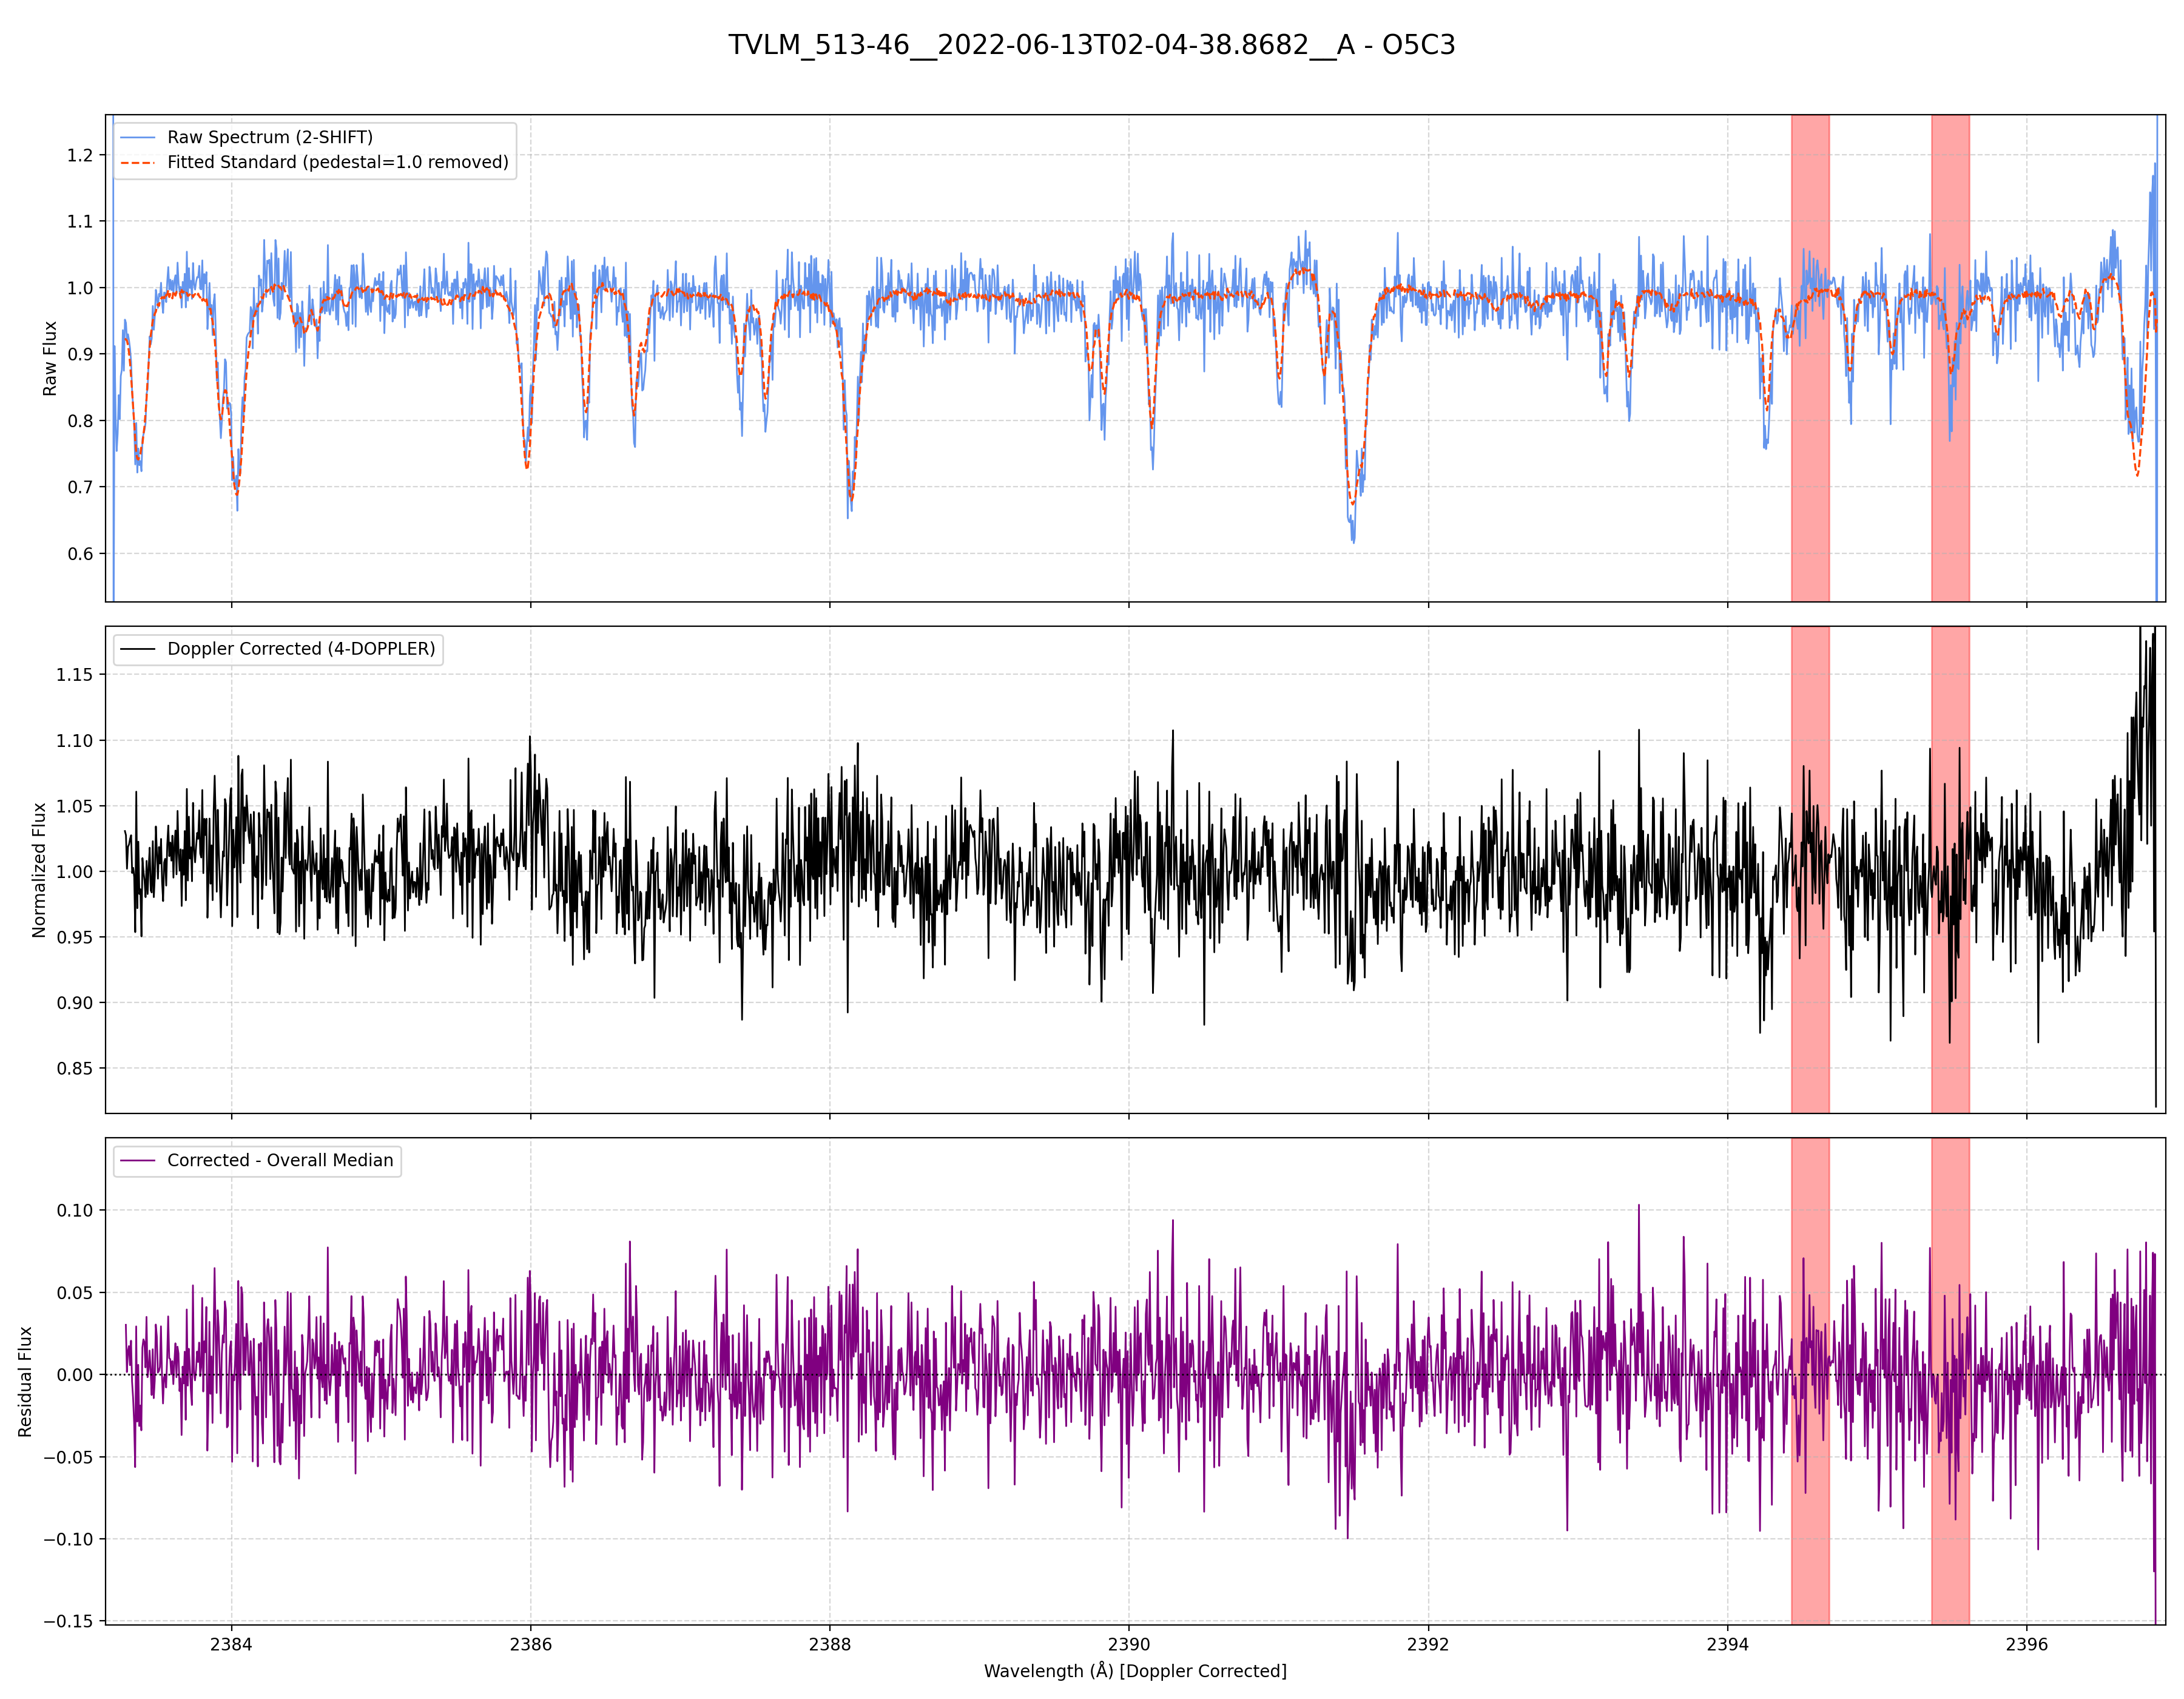 TVLM_513-46__2022-06-13T02-04-38.8682__A - O5C3
Raw Spectrum (2-SHIFT)
Fitted Standard (pedestal=1.0 removed)
Raw Flux
1.2
1.1
1.0
0.9
0.8
0.7
0.6
Doppler Corrected (4-DOPPLER)
Normalized Flux
1.15
1.10
1.05
1.00
0.95
0.90
0.85
Corrected - Overall Median
Residual Flux
0.10
0.05
0.00
−0.05
−0.10
−0.15
2384 2386 2388 2390 2392 2394 2396
Wavelength (Å) [Doppler Corrected]